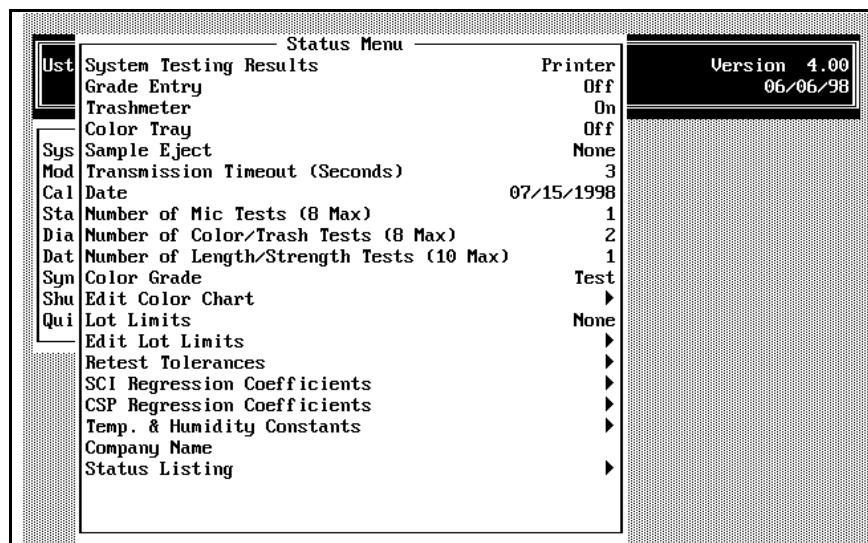 Status Menu
Ust
Version 4.00
06/06/98
System Testing Results Printer
Grade Entry Off
Trashmeter On
Color Tray Off
Sys Sample Eject None
Mod Transmission Timeout (Seconds) 3
Cal Date 07/15/1998
Sta Number of Mic Tests (8 Max) 1
Dia Number of Color/Trash Tests (8 Max) 2
Dat Number of Length/Strength Tests (10 Max) 1
Syn Color Grade Test
Shu Edit Color Chart
Qui Lot Limits None
Edit Lot Limits
Retest Tolerances
SCI Regression Coefficients
CSP Regression Coefficients
Temp. & Humidity Constants
Company Name
Status Listing